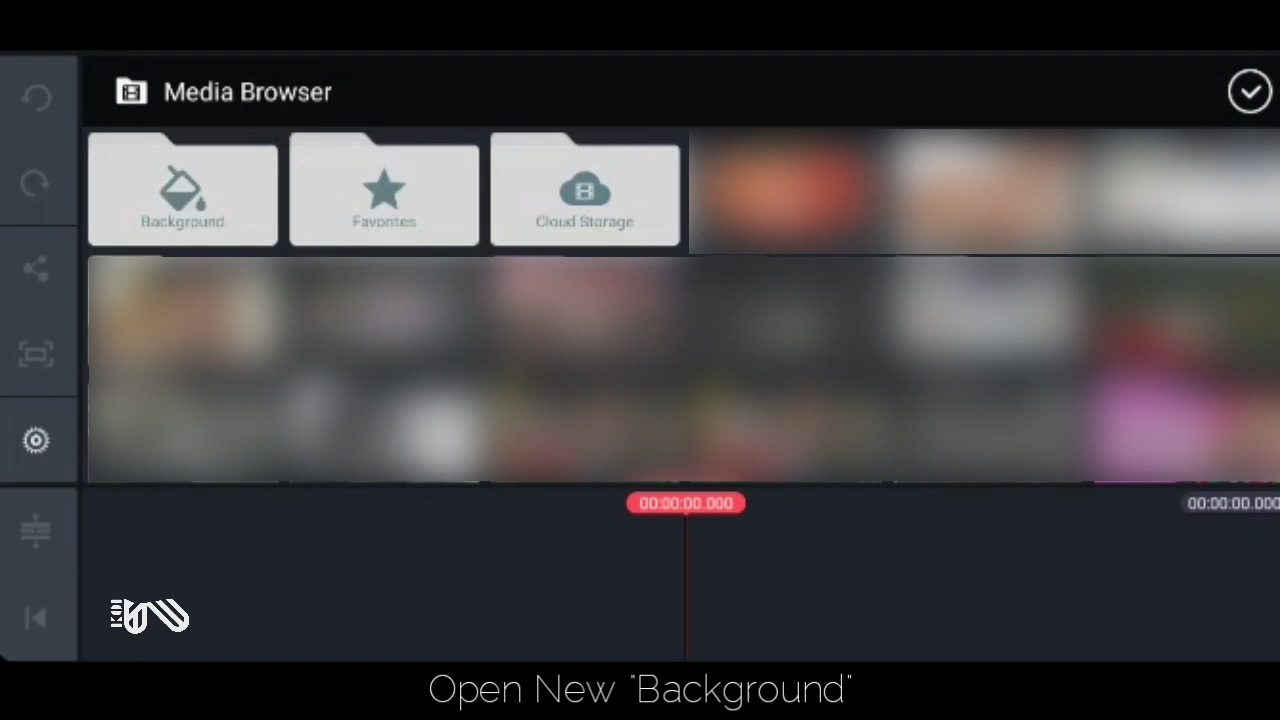 Media Browser
Background
Favorites
Cloud Storage
00:00:00.000
00:00:00.000
Open New "Background"